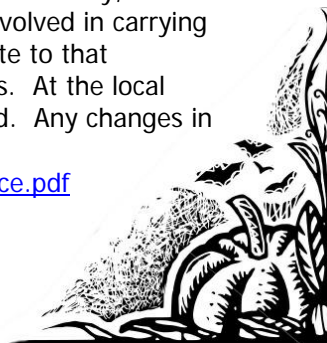 volved in carrying
te to that
s. At the local
d. Any changes in
ce.pdf